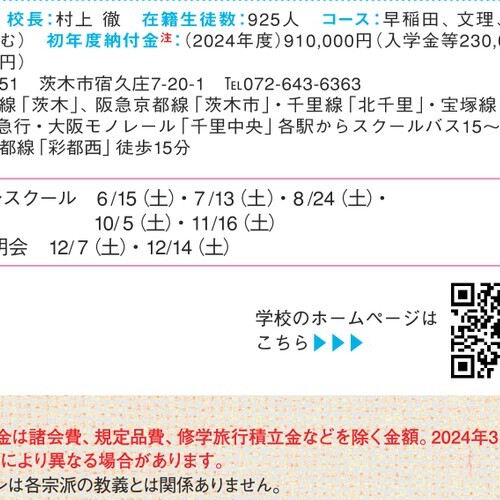 校長：村上 徹　在籍生徒数：925人　コース：早稲田、文理、
む）　初年度納付金注：（2024年度）910,000円（入学金等230,0
円）
51　茨木市宿久庄7-20-1　℡072-643-6363
線「茨木」、阪急京都線「茨木市」・千里線「北千里」・宝塚線
急行・大阪モノレール「千里中央」各駅からスクールバス15〜
都線「彩都西」徒歩15分
スクール　6/15（土）・7/13（土）・8/24（土）・
10/5（土）・11/16（土）
明会　12/7（土）・12/14（土）
学校のホームページは
こちら▶▶▶
金は諸会費、規定品費、修学旅行積立金などを除く金額。2024年3
により異なる場合があります。
は各宗派の教義とは関係ありません。